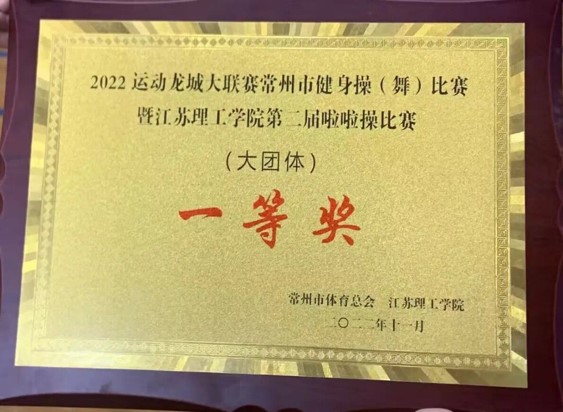 2022 运动龙城大联赛常州市健身操（舞）比赛
暨江苏理工学院第二届啦啦操比赛
（大团体）
一等奖
常州市体育总会 江苏理工学院
二〇二二年十一月